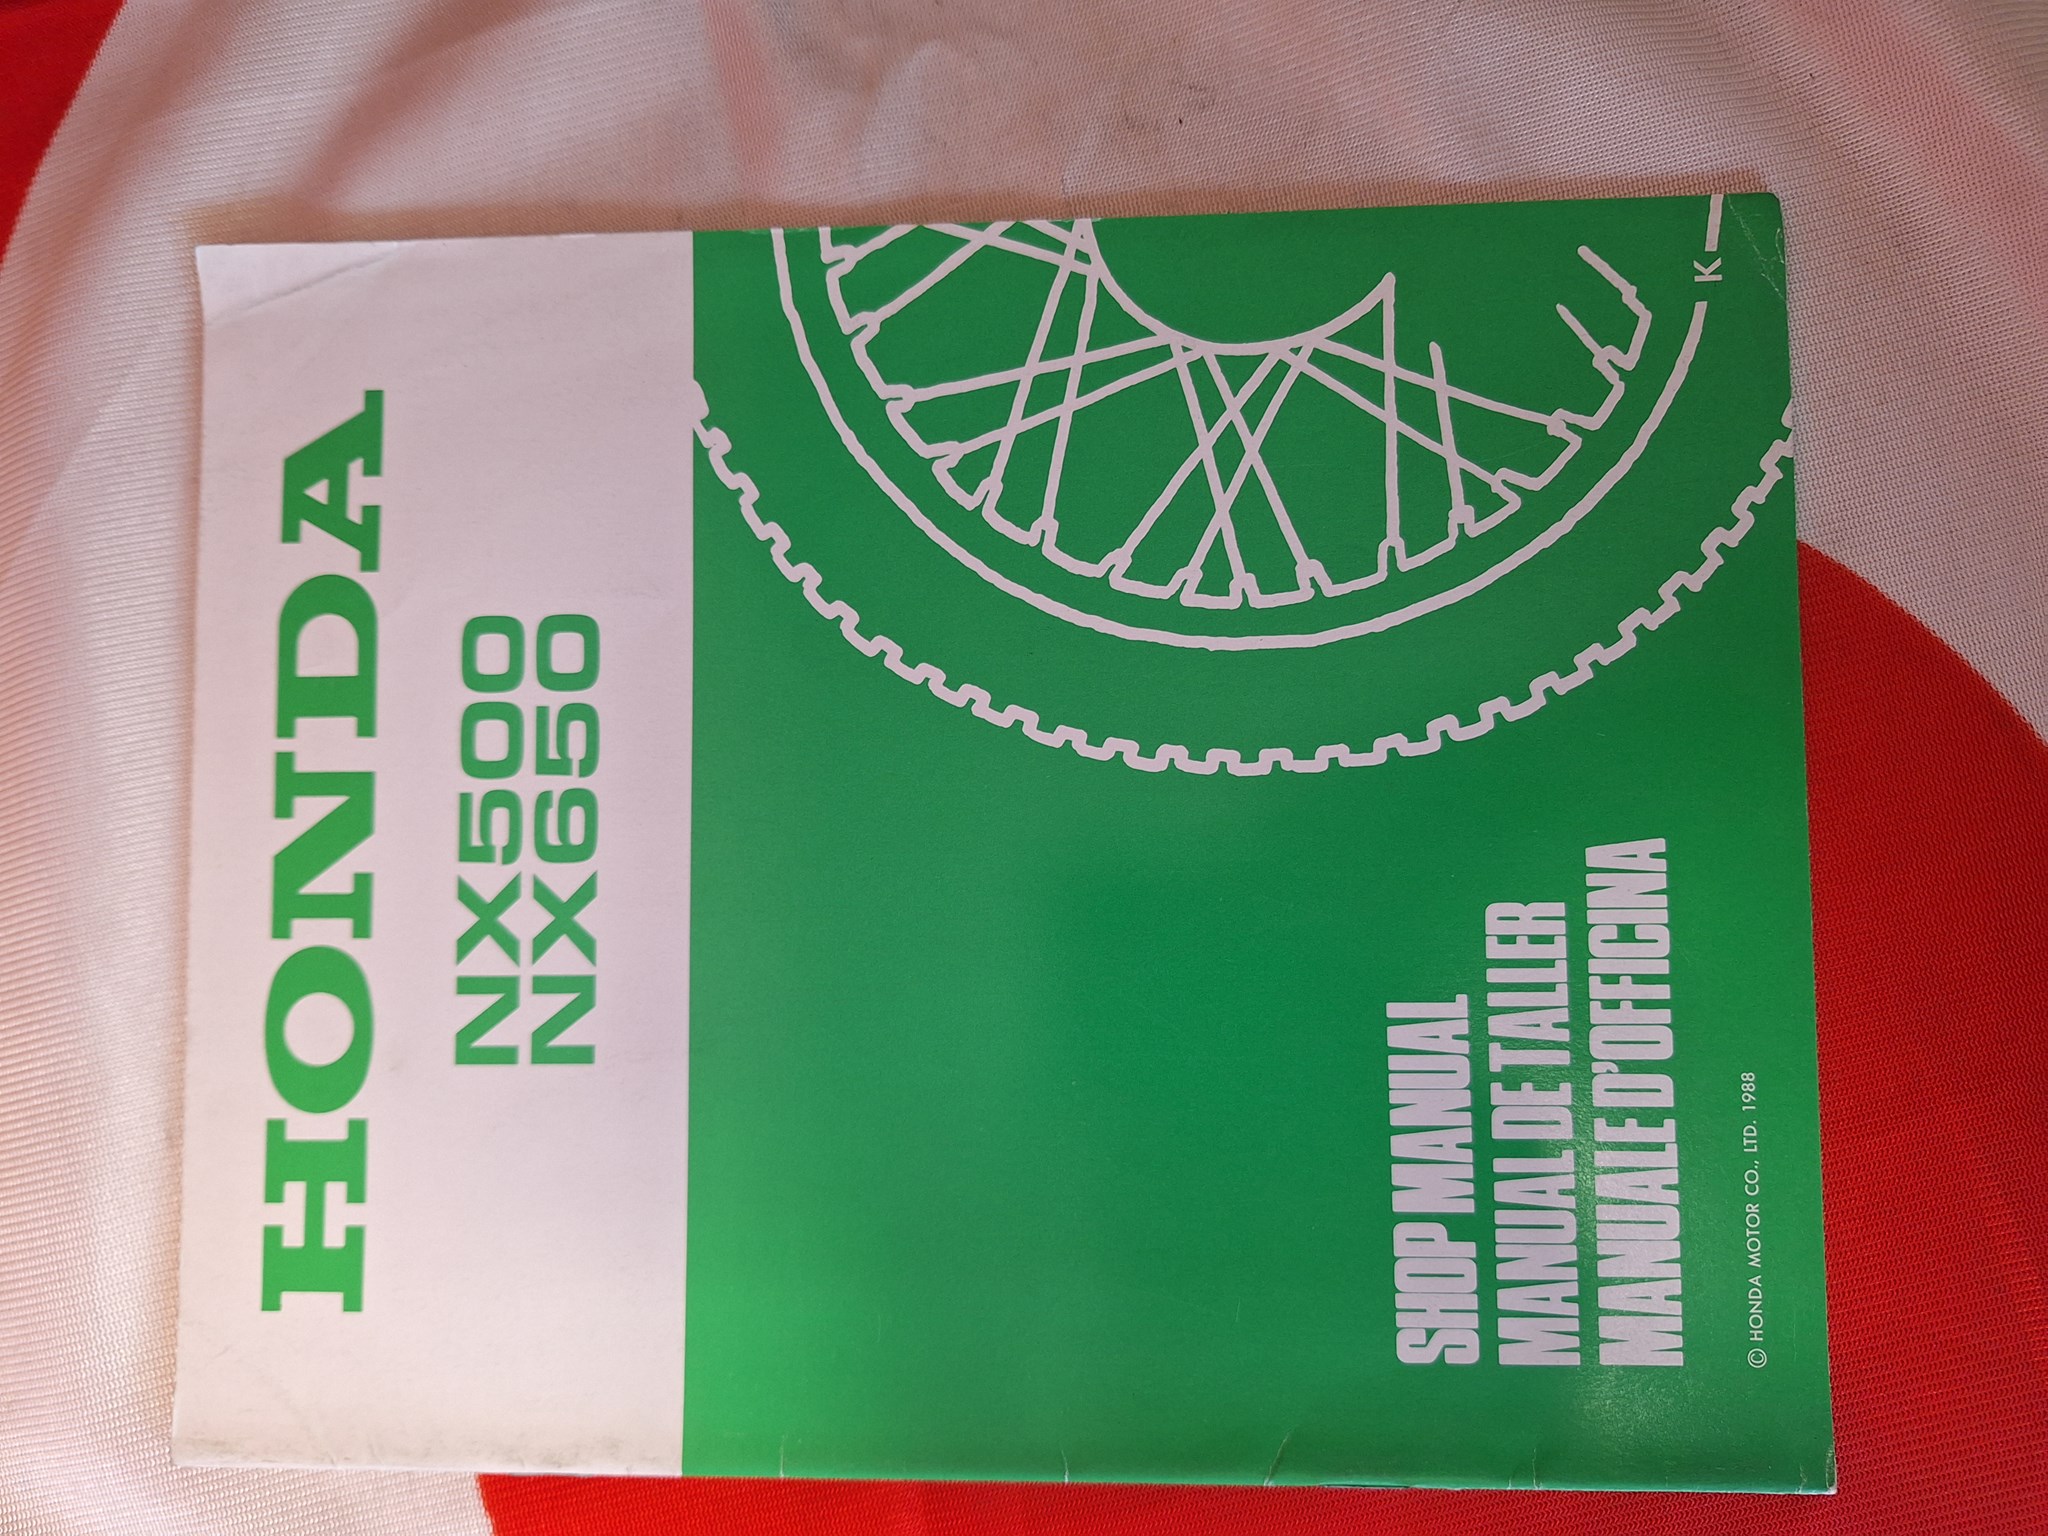 HONDA
NX500
NX650
K
SHOP MANUAL
MANUAL DE TALLER
MANUALE D'OFFICINA
© HONDA MOTOR CO., LTD. 1988